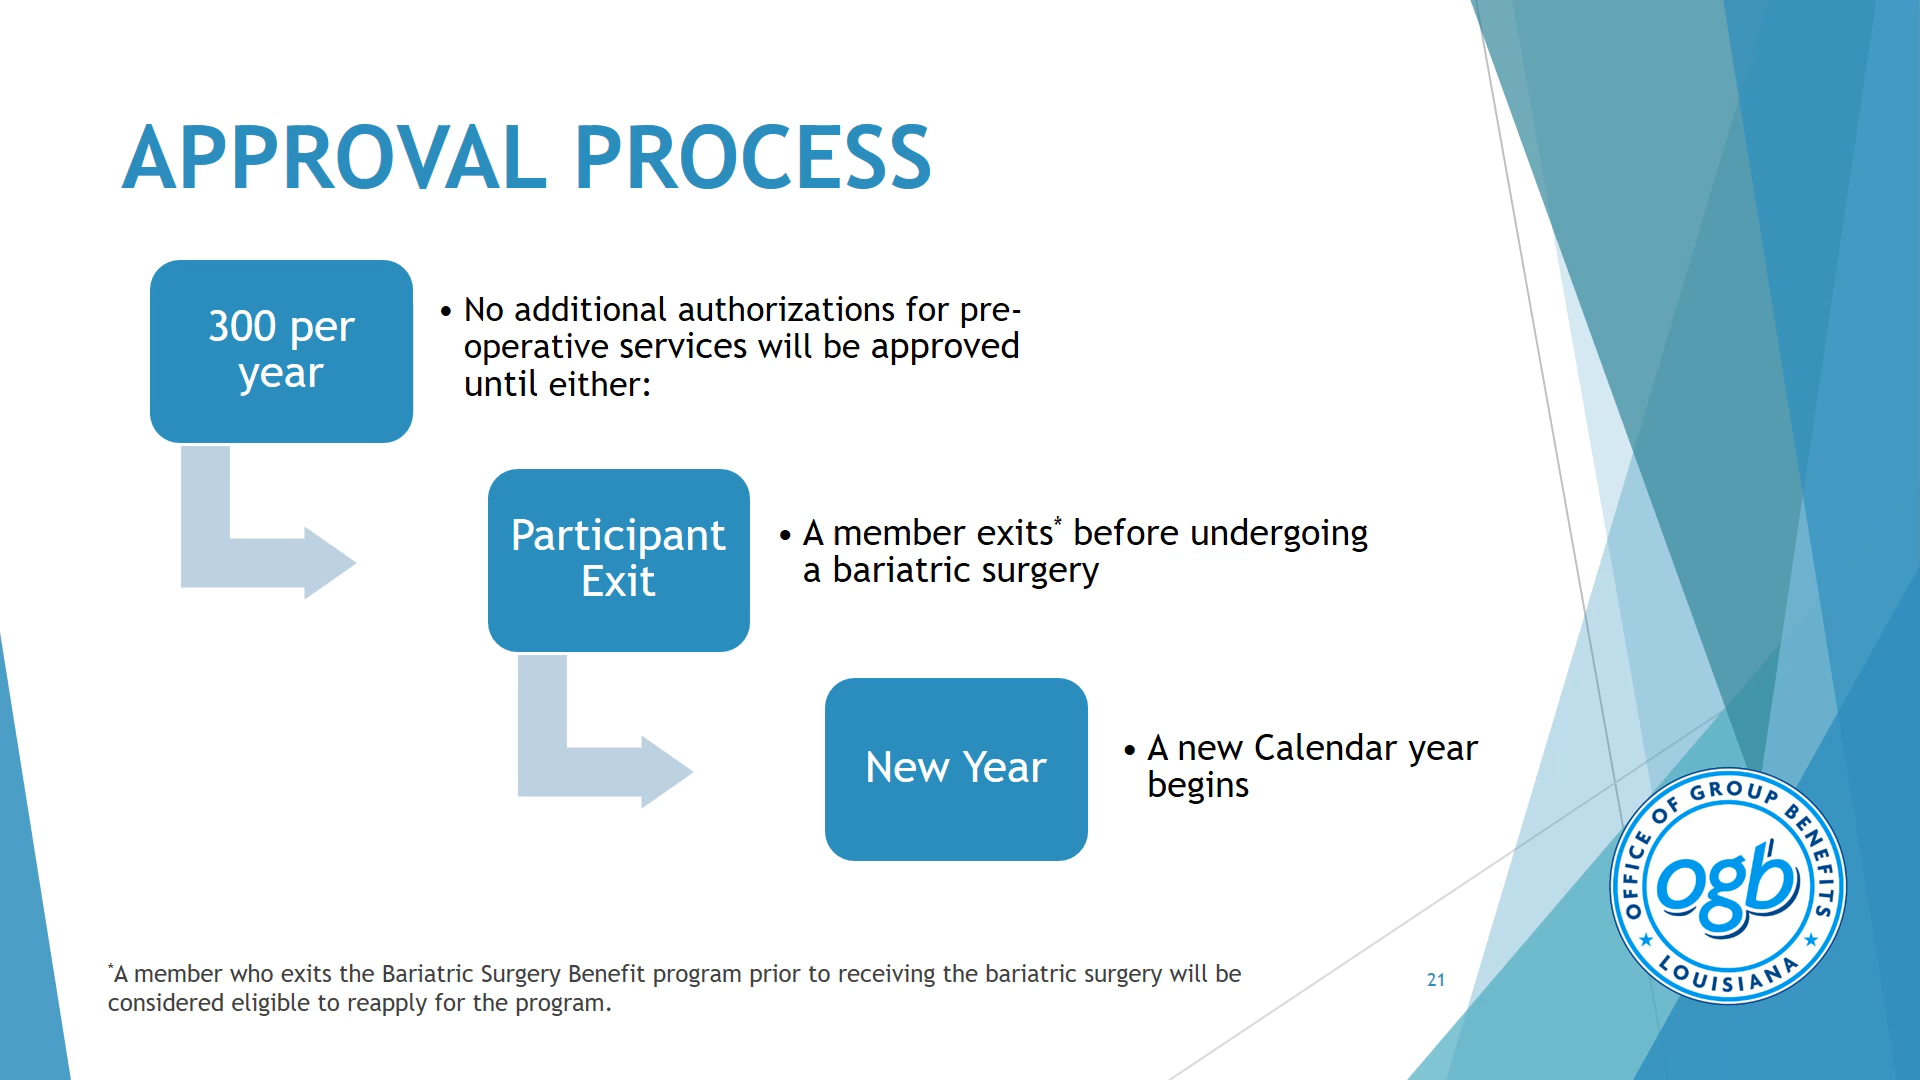 APPROVAL PROCESS
300 per
year
• No additional authorizations for pre-
operative services will be approved
until either:
Participant
Exit
• A member exits* before undergoing
a bariatric surgery
New Year
• A new Calendar year
begins
*A member who exits the Bariatric Surgery Benefit program prior to receiving the bariatric surgery will be
considered eligible to reapply for the program.
21
OFFICE OF GROUP BENEFITS
ogb
LOUISIANA